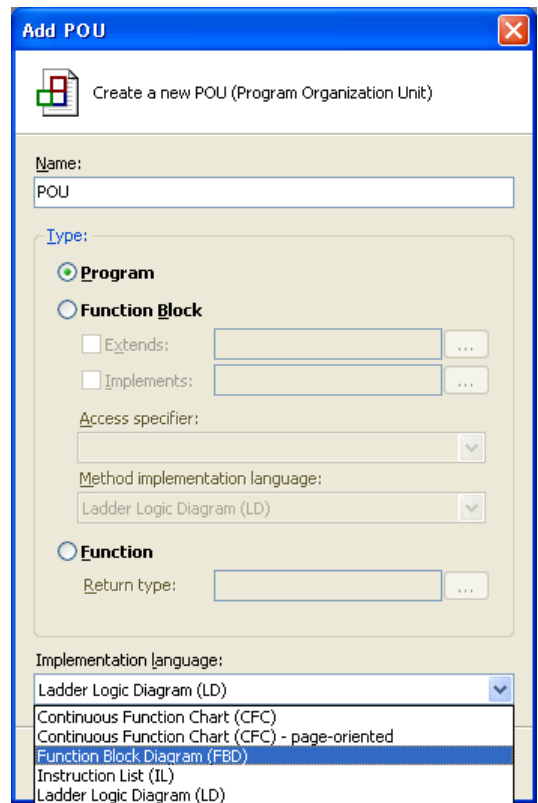 Add POU
Create a new POU (Program Organization Unit)
Name:
POU
Type:
Program
Function Block
Extends:
...
Implements:
...
Access specifier:
Method implementation language:
Ladder Logic Diagram (LD)
Function
Return type:
...
Implementation language:
Ladder Logic Diagram (LD)
Continuous Function Chart (CFC)
Continuous Function Chart (CFC) - page-oriented
Function Block Diagram (FBD)
Instruction List (IL)
Ladder Logic Diagram (LD)